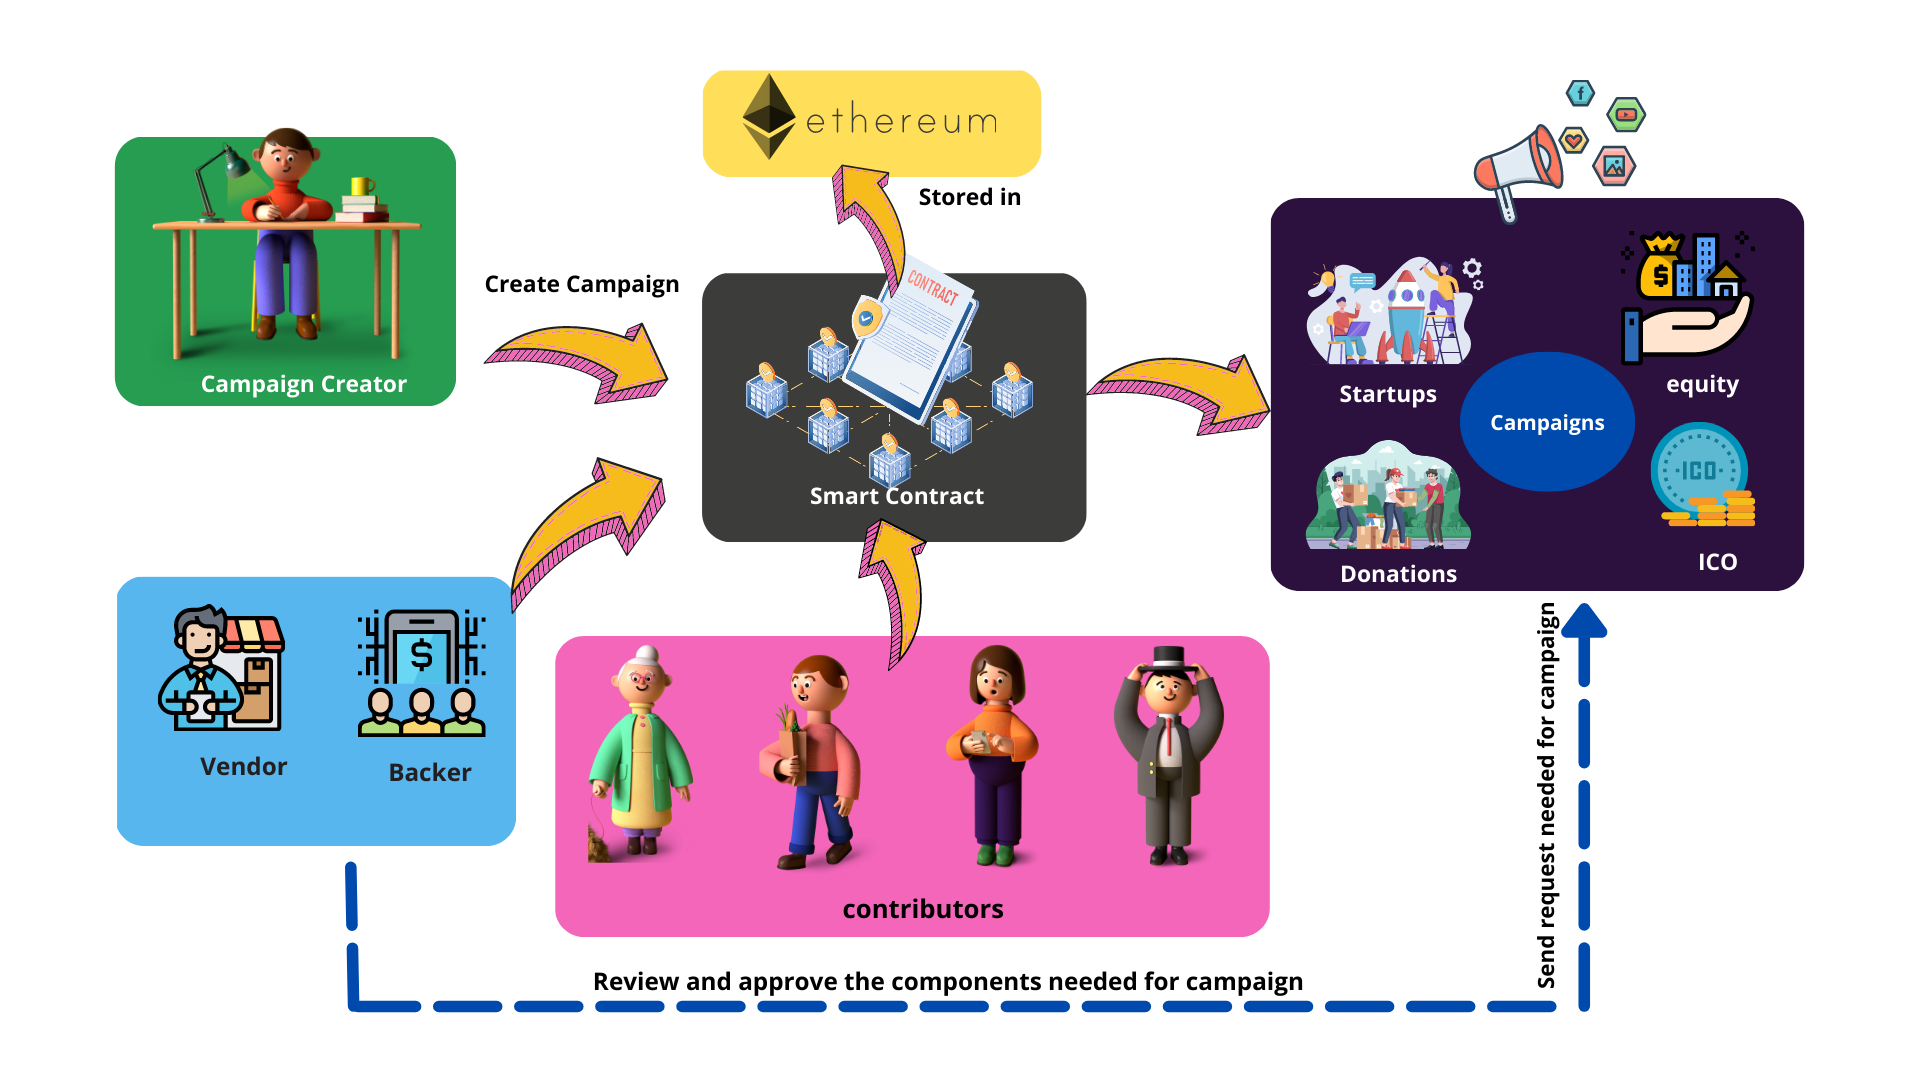 ethereum
Stored in
Create Campaign
Campaign Creator
CONTRACT
Smart Contract
Startups
equity
Campaigns
Donations
ICO
ICO
Vendor
Backer
contributors
Review and approve the components needed for campaign
Send request needed for campaign